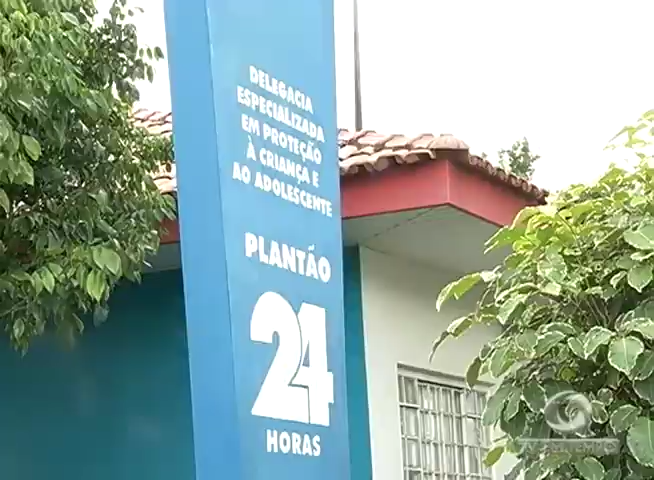 DELEGACIA
ESPECIALIZADA
EM PROTEÇÃO
À CRIANÇA E
AO ADOLESCENTE
PLANTÃO
24
HORAS